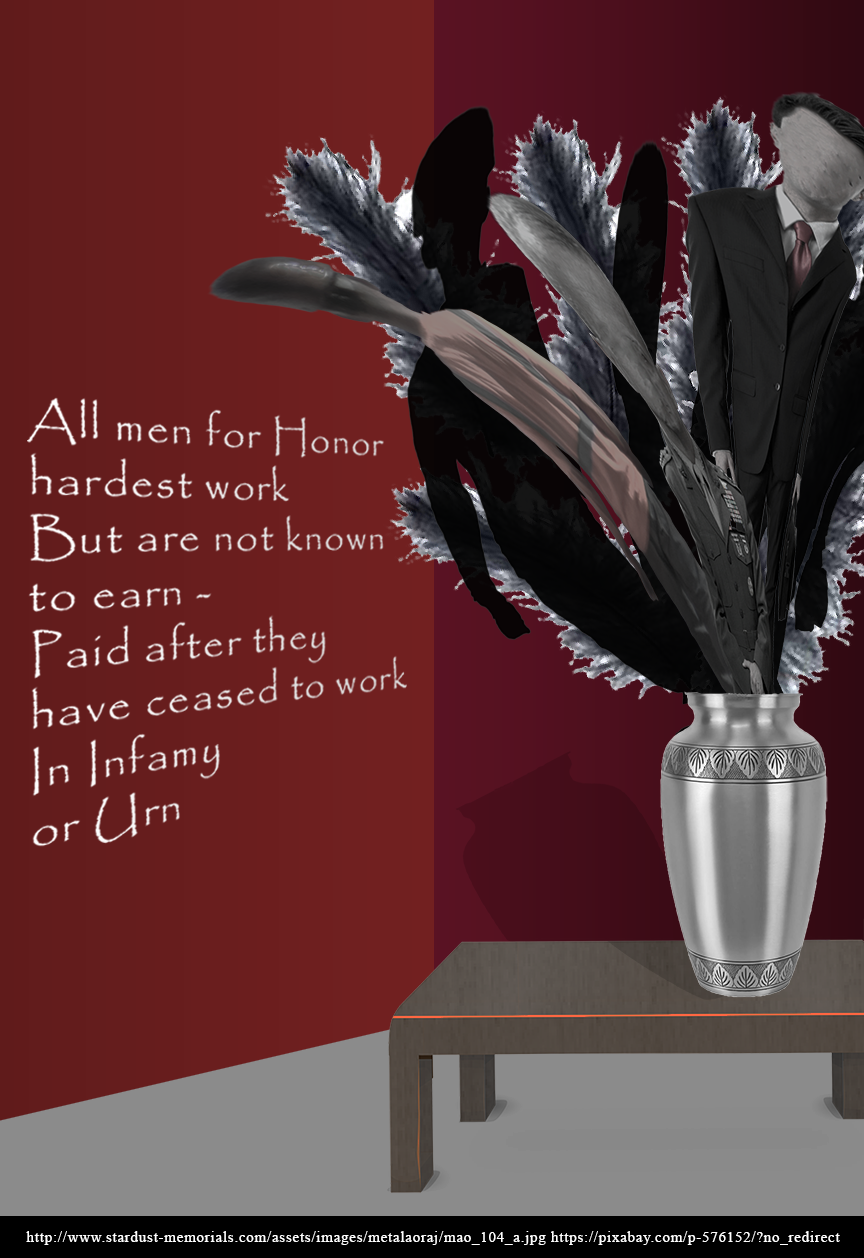 All men for Honor
hardest work
But are not known
to earn -
Paid after they
have ceased to work
In Infamy
or Urn
http://www.stardust-memorials.com/assets/images/metalaoraj/mao_104_a.jpg https://pixabay.com/p-576152/?no_redirect